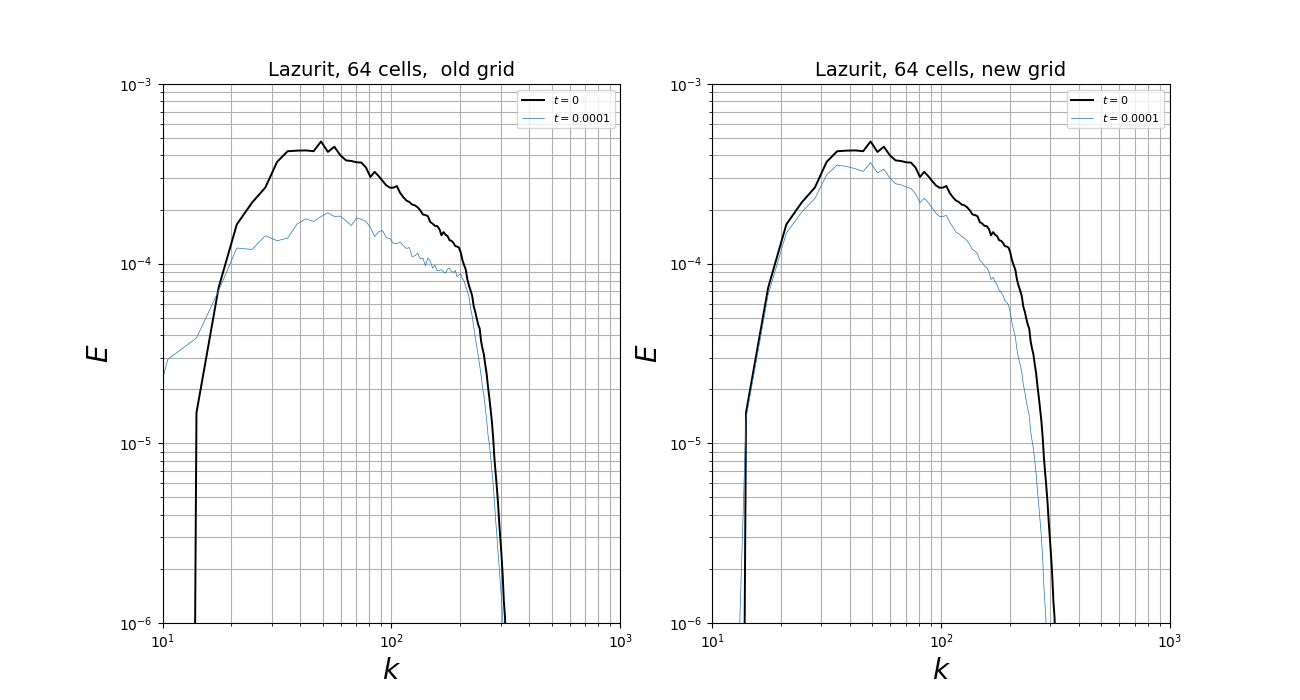 Lazurit, 64 cells,  old grid
10⁻³
10⁻⁴
10⁻⁵
10⁻⁶
E
t = 0
t = 0.0001
10¹
10²
10³
k
Lazurit, 64 cells, new grid
10⁻³
10⁻⁴
10⁻⁵
10⁻⁶
E
t = 0
t = 0.0001
10¹
10²
10³
k